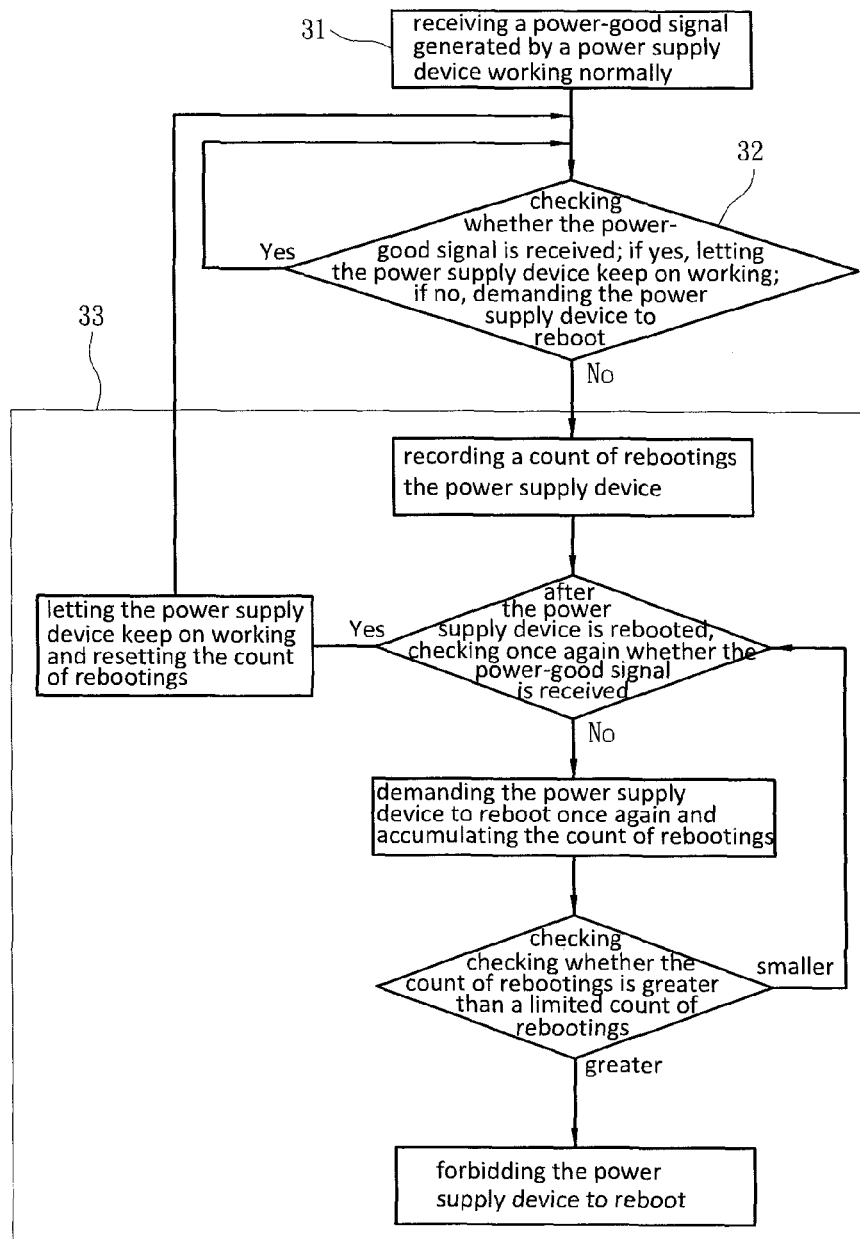 31
receiving a power-good signal
generated by a power supply
device working normally
32
checking
whether the power-
good signal is received; if yes, letting
the power supply device keep on working;
if no, demanding the power
supply device to
reboot
Yes
No
33
recording a count of rebootings
the power supply device
after
the power
supply device is rebooted,
checking once again whether the
power-good signal
is received
Yes
letting the power supply
device keep on working
and resetting the count
of rebootings
No
demanding the power supply
device to reboot once again and
accumulating the count of rebootings
checking
checking whether the
count of rebootings is greater
than a limited count of
rebootings
smaller
greater
forbidding the power
supply device to reboot